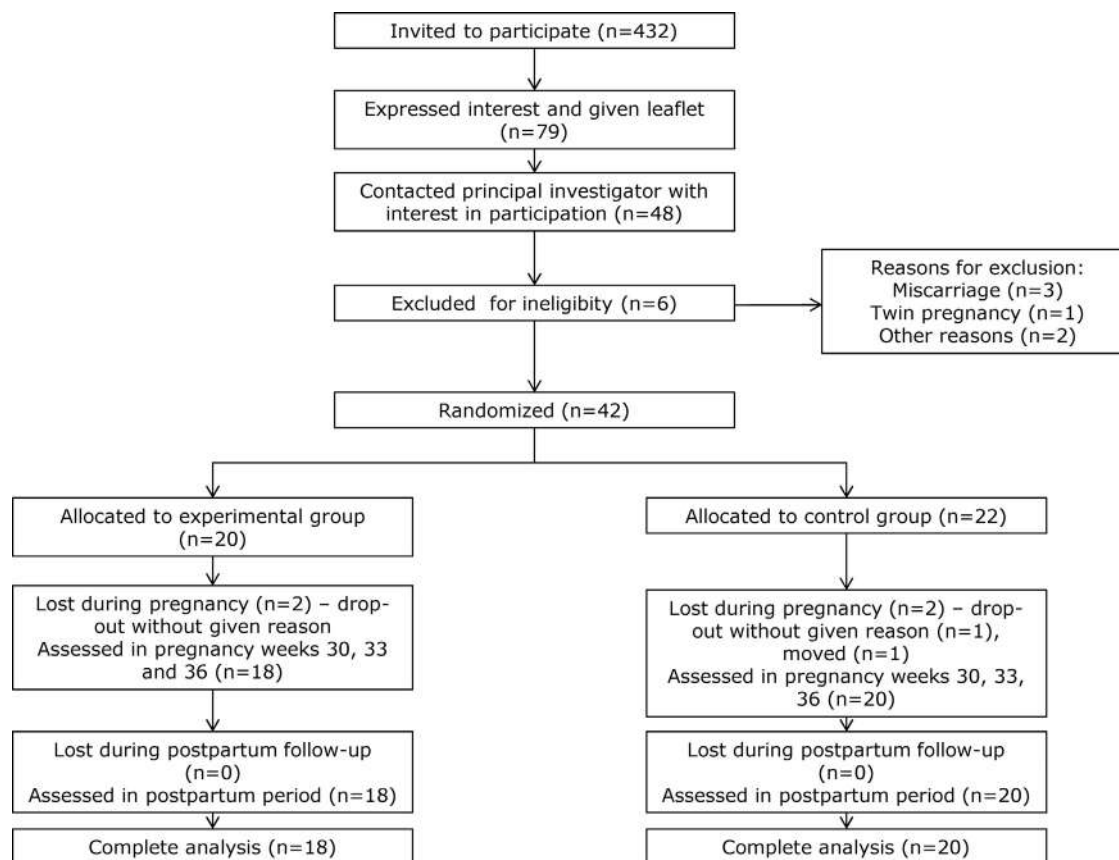 Invited to participate (n=432)
Expressed interest and given leaflet
(n=79)
Contacted principal investigator with
interest in participation (n=48)
Excluded  for ineligibity (n=6)
Reasons for exclusion:
Miscarriage (n=3)
Twin pregnancy (n=1)
Other reasons (n=2)
Randomized (n=42)
Allocated to experimental group
(n=20)
Lost during pregnancy (n=2) – drop-
out without given reason
Assessed in pregnancy weeks 30, 33
and 36 (n=18)
Lost during postpartum follow-up
(n=0)
Assessed in postpartum period (n=18)
Complete analysis (n=18)
Allocated to control group (n=22)
Lost during pregnancy (n=2) – drop-
out without given reason (n=1),
moved (n=1)
Assessed in pregnancy weeks 30, 33,
36 (n=20)
Lost during postpartum follow-up
(n=0)
Assessed in postpartum period (n=20)
Complete analysis (n=20)